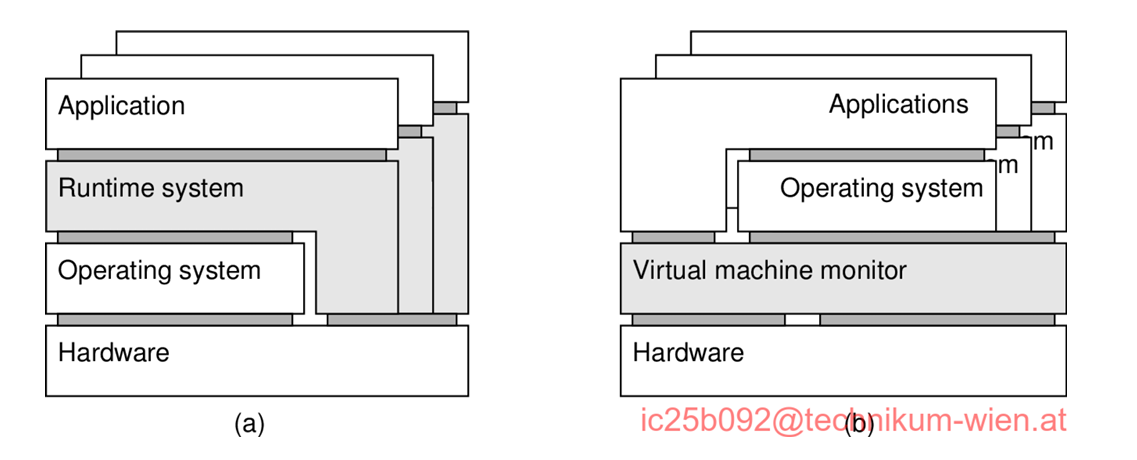 Application
Runtime system
Operating system
Hardware
(a)
Applications
m
m
Operating system
Virtual machine monitor
Hardware
(b)
ic25b092@technikum-wien.at